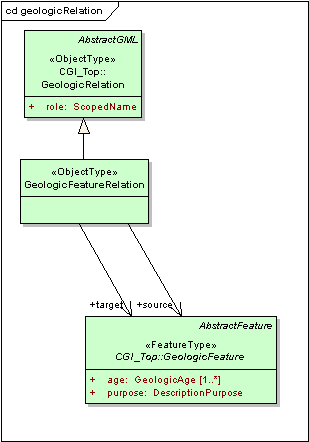 cd geologicRelation
AbstractGML
«ObjectType»
CGI_Top::
GeologicRelation
+ role: ScopedName
«ObjectType»
GeologicFeatureRelation
+target
+source
AbstractFeature
«FeatureType»
CGI_Top::GeologicFeature
+ age: GeologicAge [1..*]
+ purpose: DescriptionPurpose